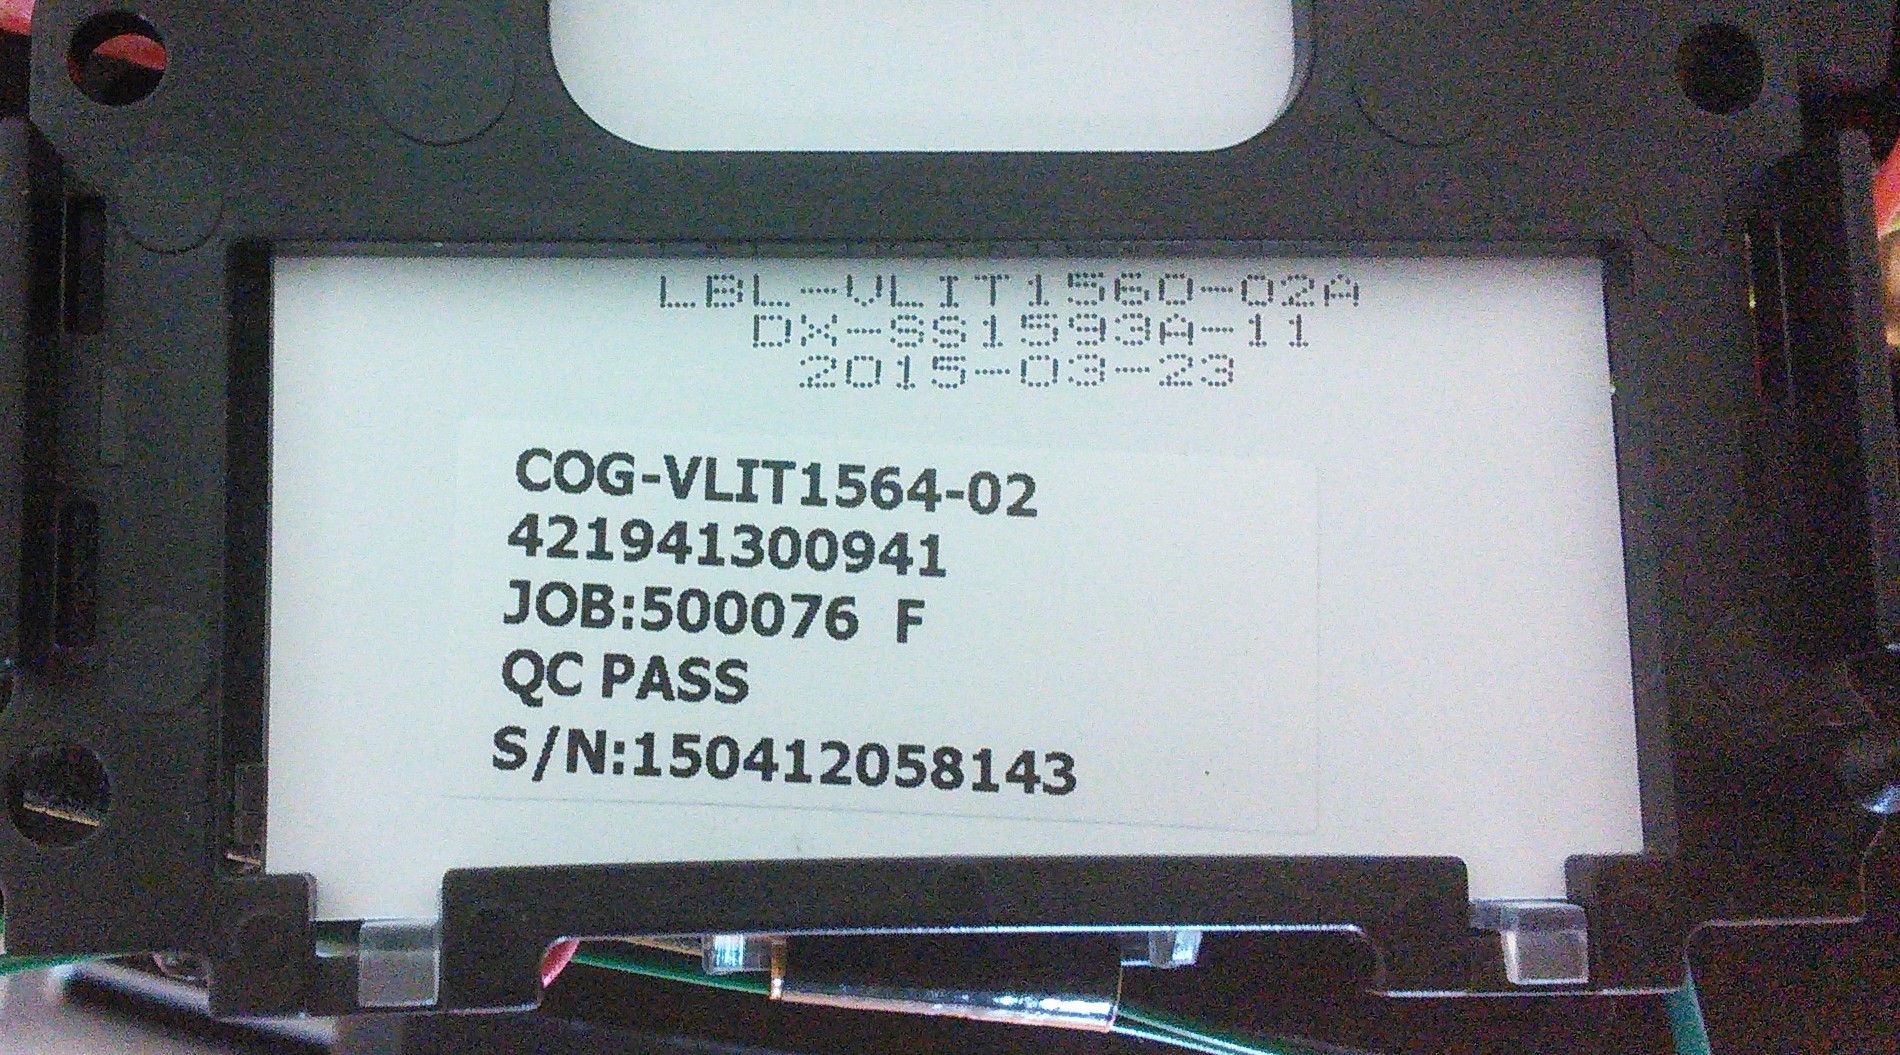 LBL-VLIT1560-02A
DX-SS1593A-11
2015-03-23
COG-VLIT1564-02
421941300941
JOB:500076 F
QC PASS
S/N:150412058143